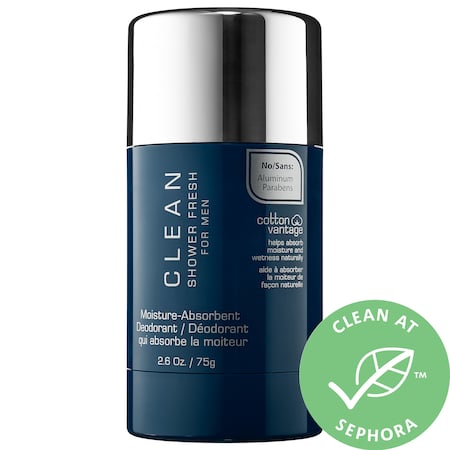 CLEAN
SHOWER FRESH
FOR MEN
No/Sans:
Aluminum
Parabens
cotton
vantage
helps absorb
moisture and
wetness naturally
aide à absorber
la moiteur de
façon naturelle
Moisture-Absorbent
Deodorant / Déodorant
qui absorbe la moiteur
2.6 Oz. / 75g
CLEAN AT
SEPHORA
TM